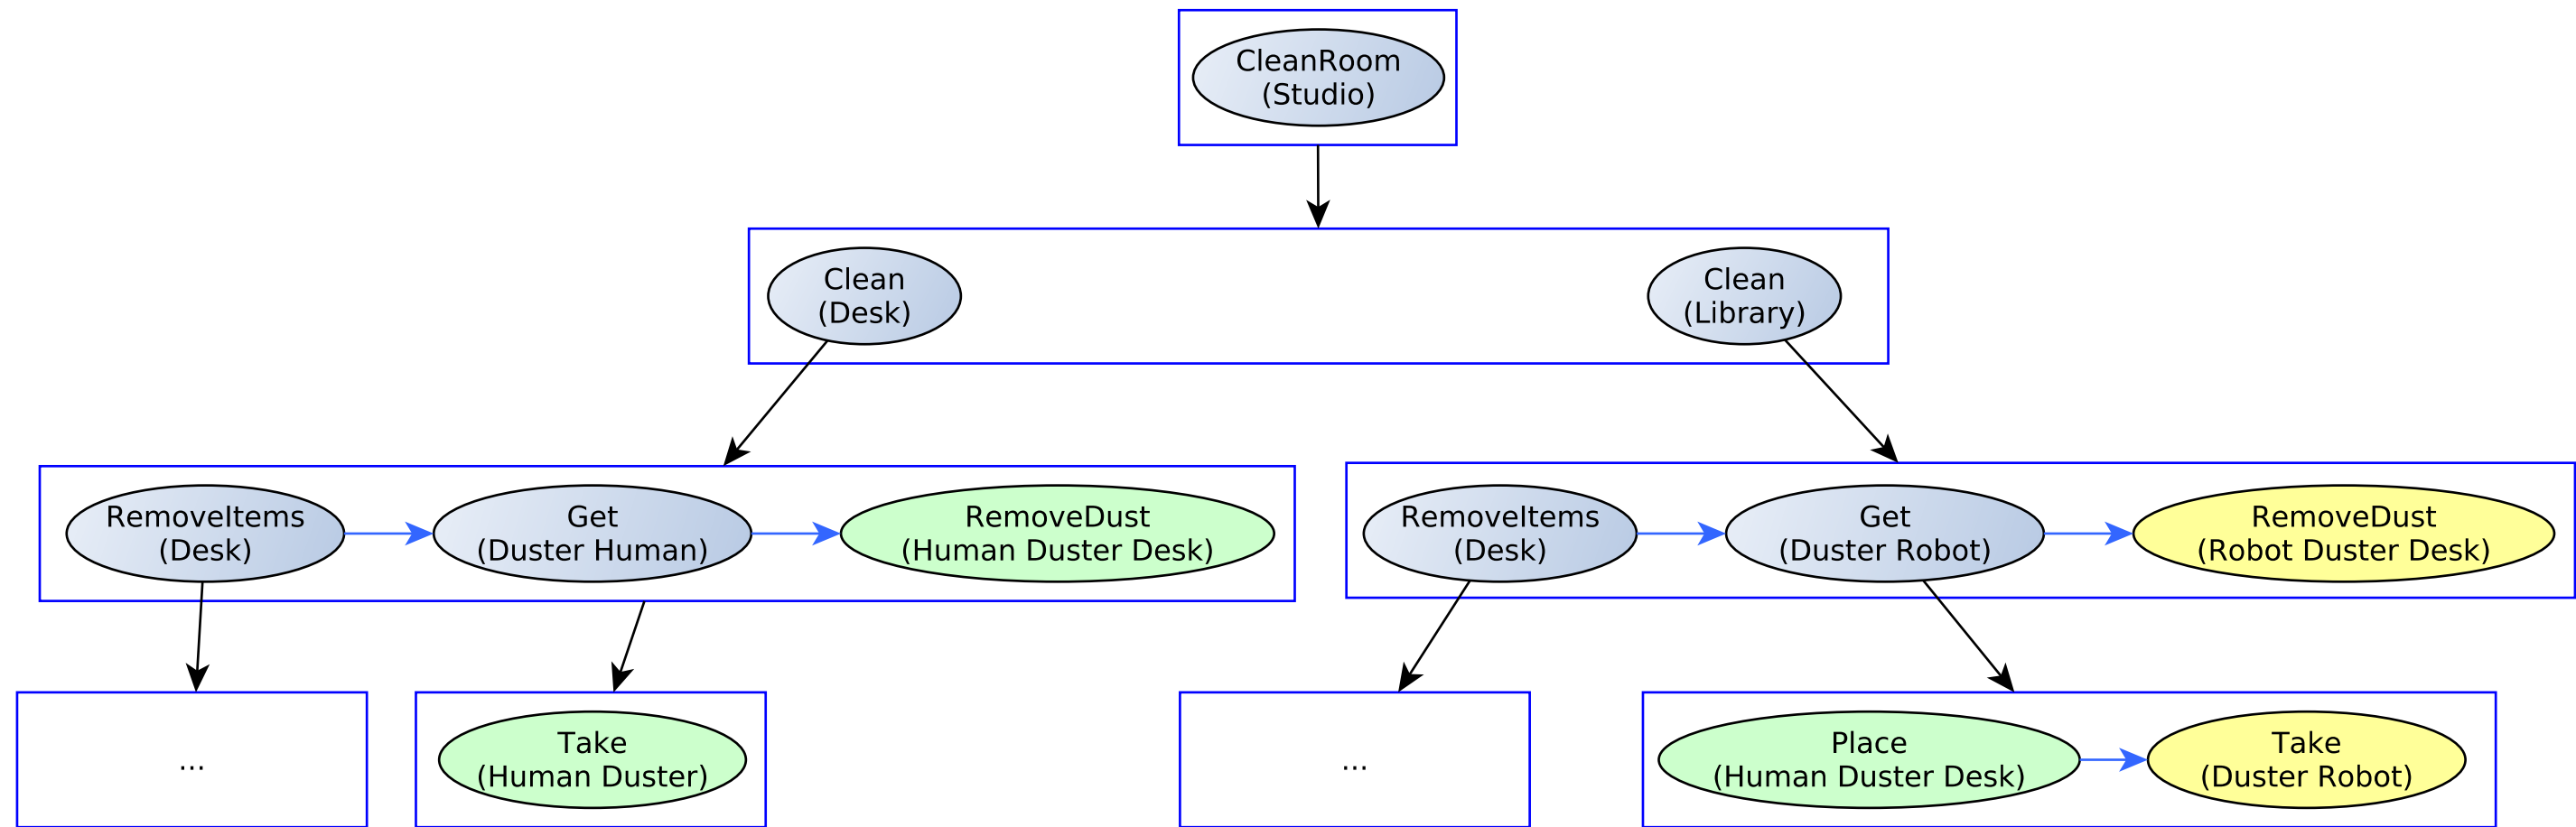 CleanRoom
(Studio)
Clean
(Desk)
Clean
(Library)
RemoveItems
(Desk)
Get
(Duster Human)
RemoveDust
(Human Duster Desk)
RemoveItems
(Desk)
Get
(Duster Robot)
RemoveDust
(Robot Duster Desk)
...
Take
(Human Duster)
...
Place
(Human Duster Desk)
Take
(Duster Robot)